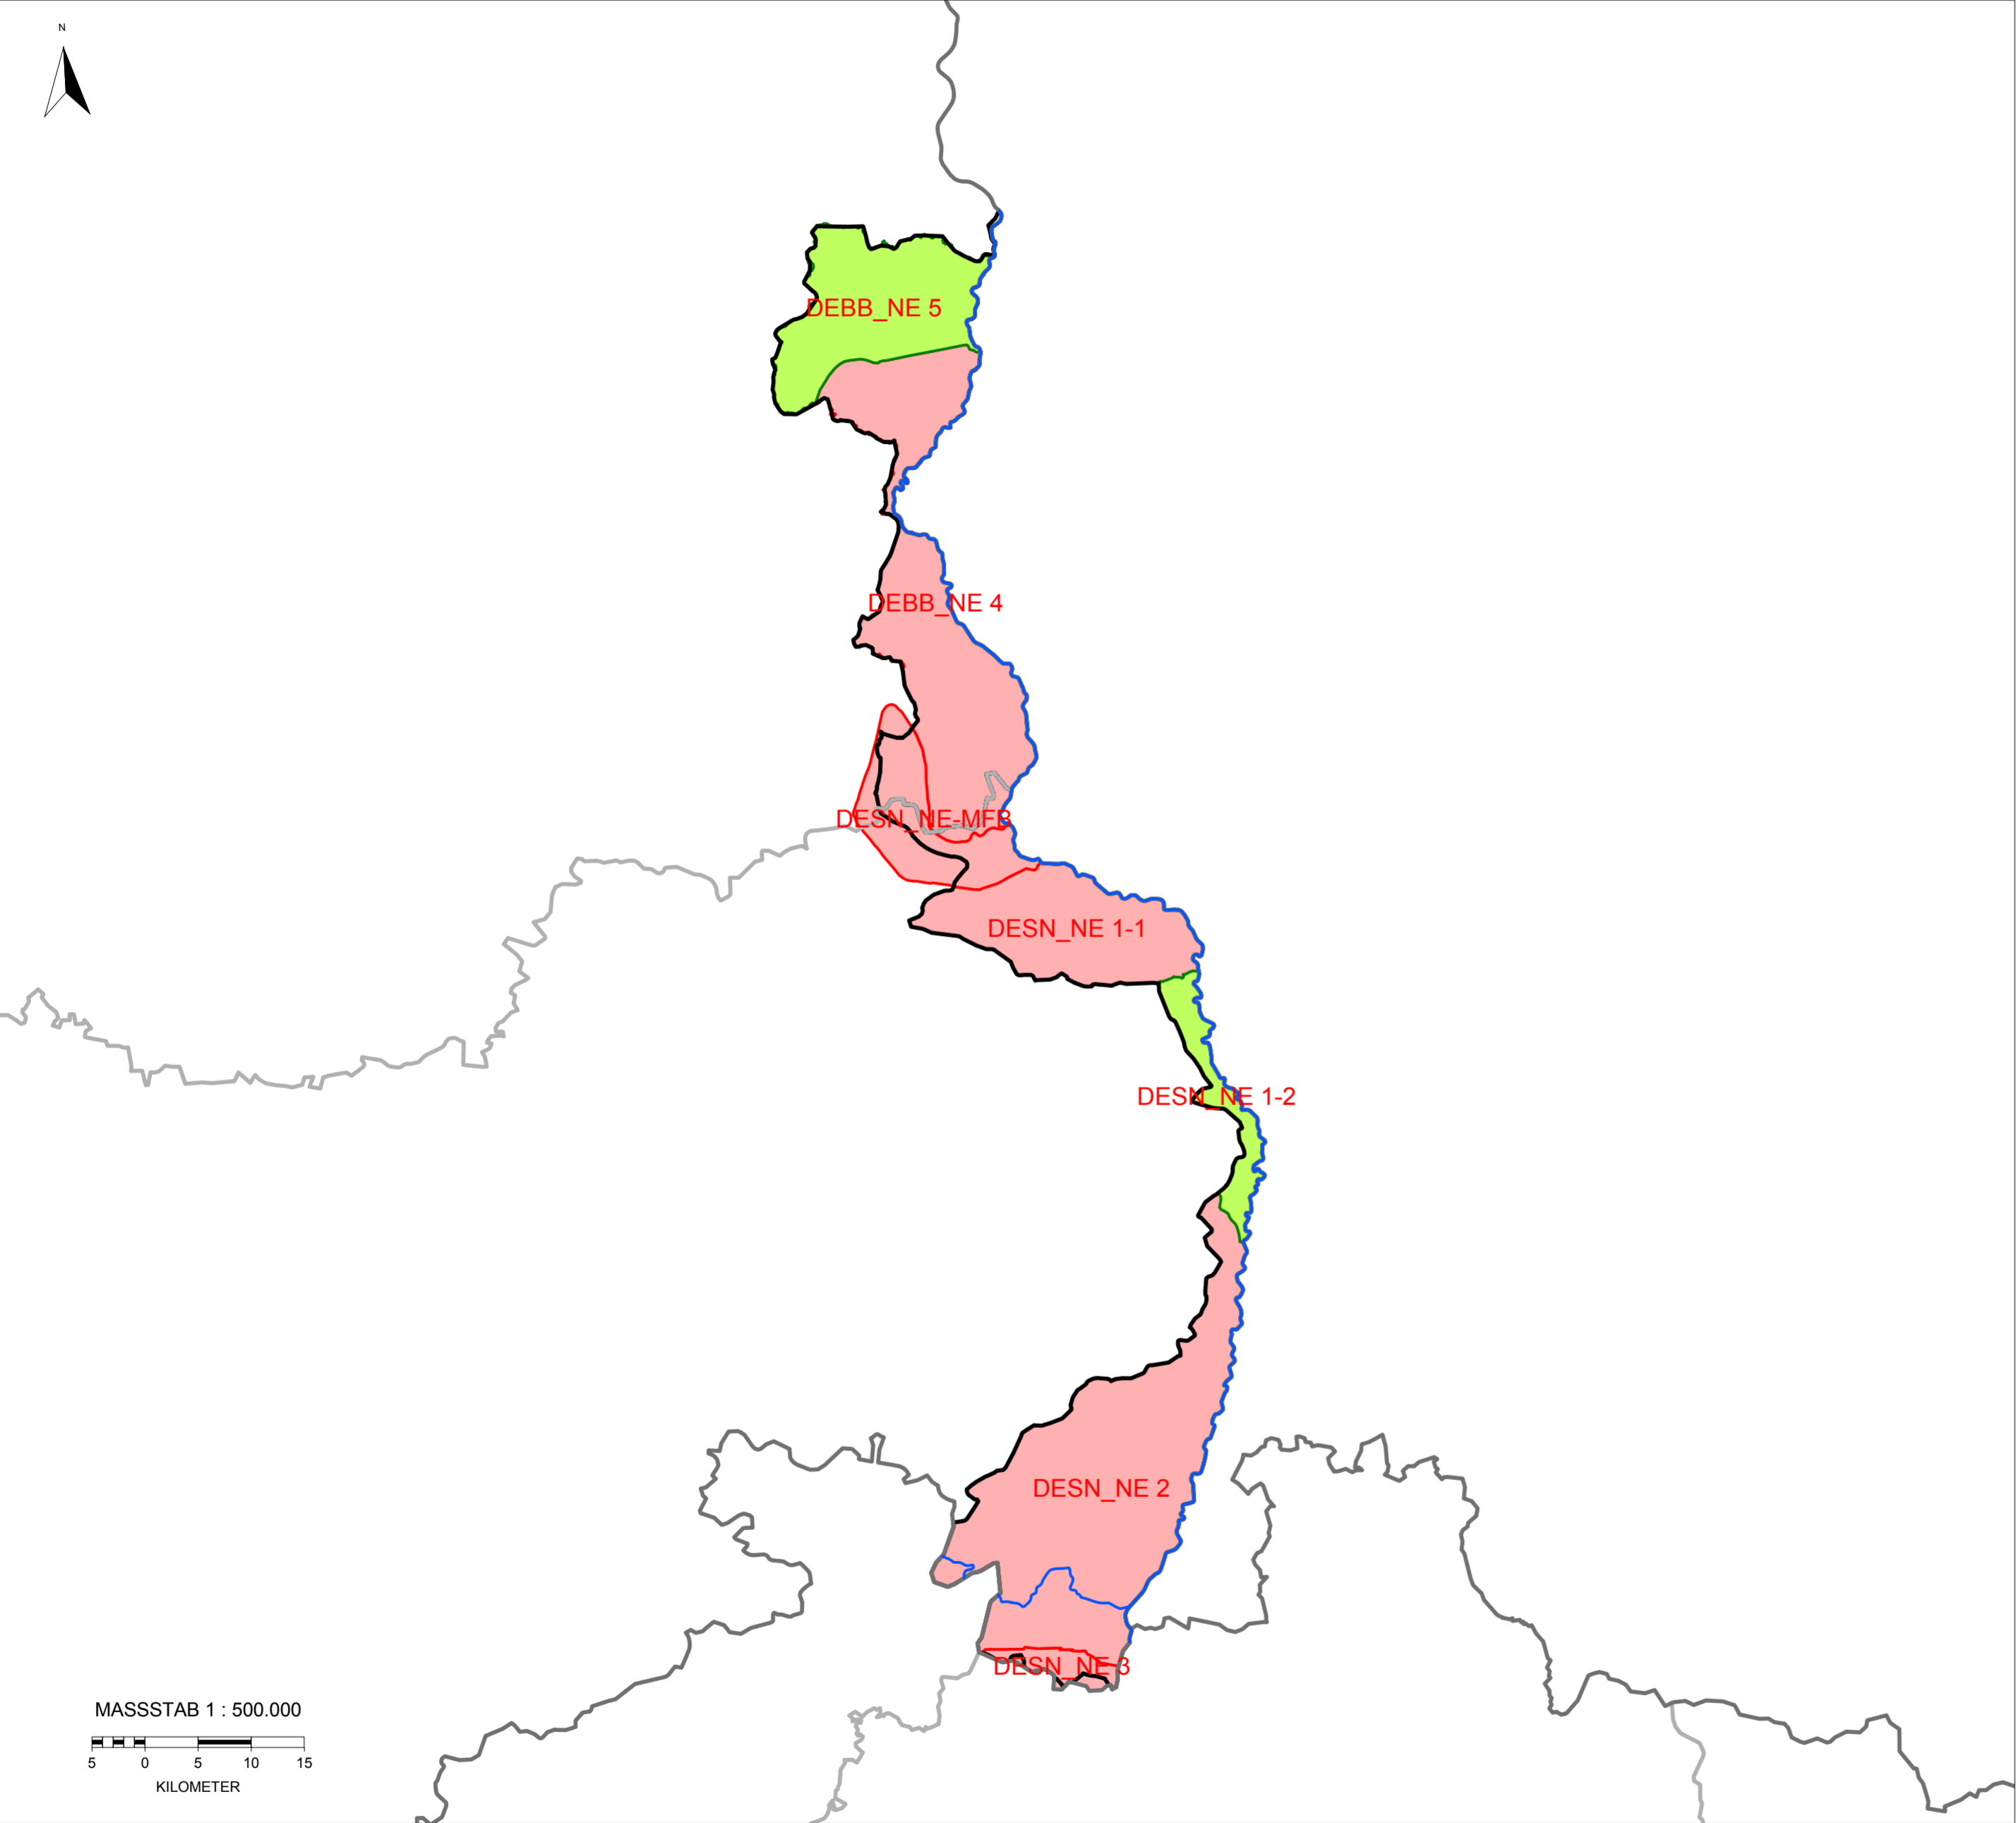 N
DEBB_NE 5
DEBB_NE 4
DESN_NE-MFB
DESN_NE 1-1
DESN_NE 1-2
DESN_NE 2
DESN_NE-3
MASSSTAB 1 : 500.000
5 0 5 10 15
KILOMETER